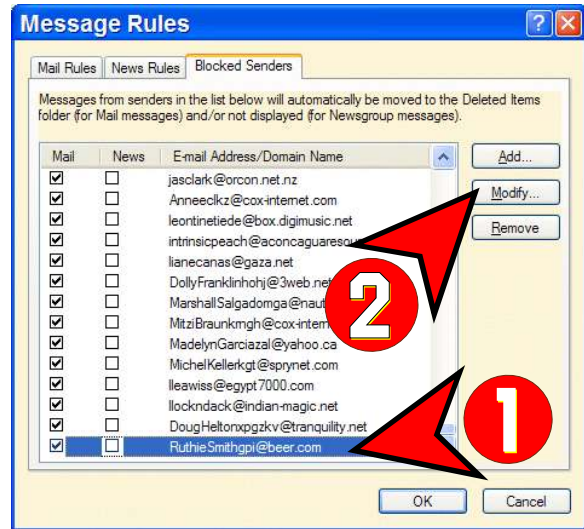 Message Rules
Mail Rules News Rules Blocked Senders
Messages from senders in the list below will automatically be moved to the Deleted Items
folder (for Mail messages) and/or not displayed (for Newsgroup messages).
Mail News E-mail Address/Domain Name
Add...
jasclark@orcon.net.nz
Anneeclkz@cox-internet.com
Modify...
leontinetiede@box.digimusic.net
Remove
intrinsicpeach@aconcaguaresou
lianecanas@gaza.net
DollyFranklinhohj@3web.net
MarshallSalgadomga@naut
2
MitziBraunkmgh@cox-intern
MadelynGarciazal@yahoo.ca
MichelKellerkgt@sprynet.com
lleawiss@egypt7000.com
llockndack@indian-magic.net
DougHeltonxpgzkv@tranquility.net
1
RuthieSmithgpi@beer.com
OK Cancel